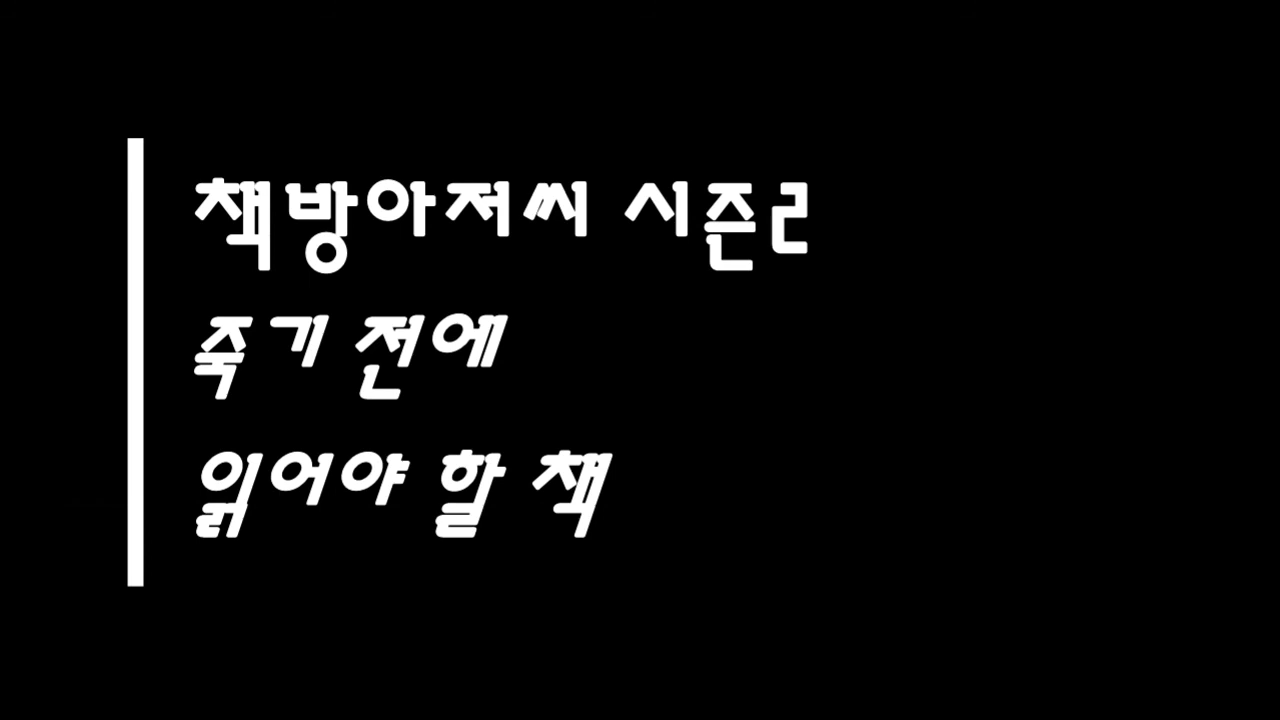 책방아저씨 시즌2
죽기 전에
읽어야 할 책